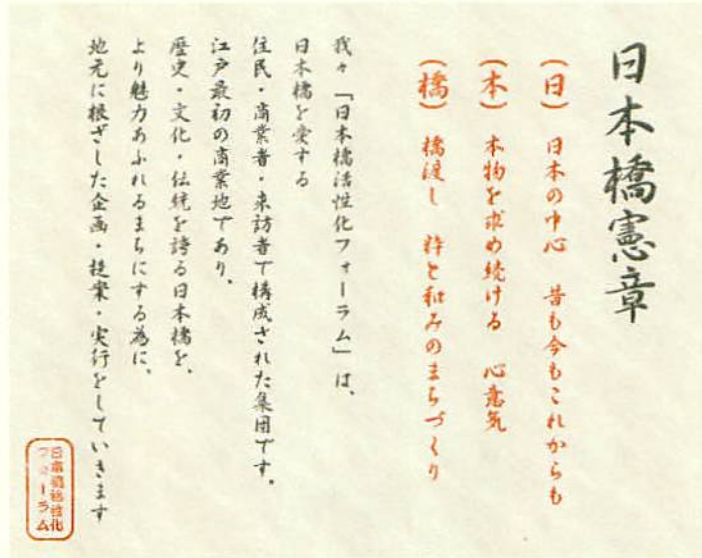 日本橋憲章
(日) 日本の中心 昔も今もこれからも
(本) 本物を求め続ける 心意気
(橋) 橋渡し 粋と和みのまちづくり
我々「日本橋活性化フォーラム」は、
日本橋を愛する
住民・商業者・来訪者で構成された集団です。
江戸最初の商業地であり、
歴史・文化・伝統を誇る日本橋を、
より魅力あふれるまちにする為に、
地元に根ざした企画・提案・実行をしていきます
日本橋活性化
フォーラム